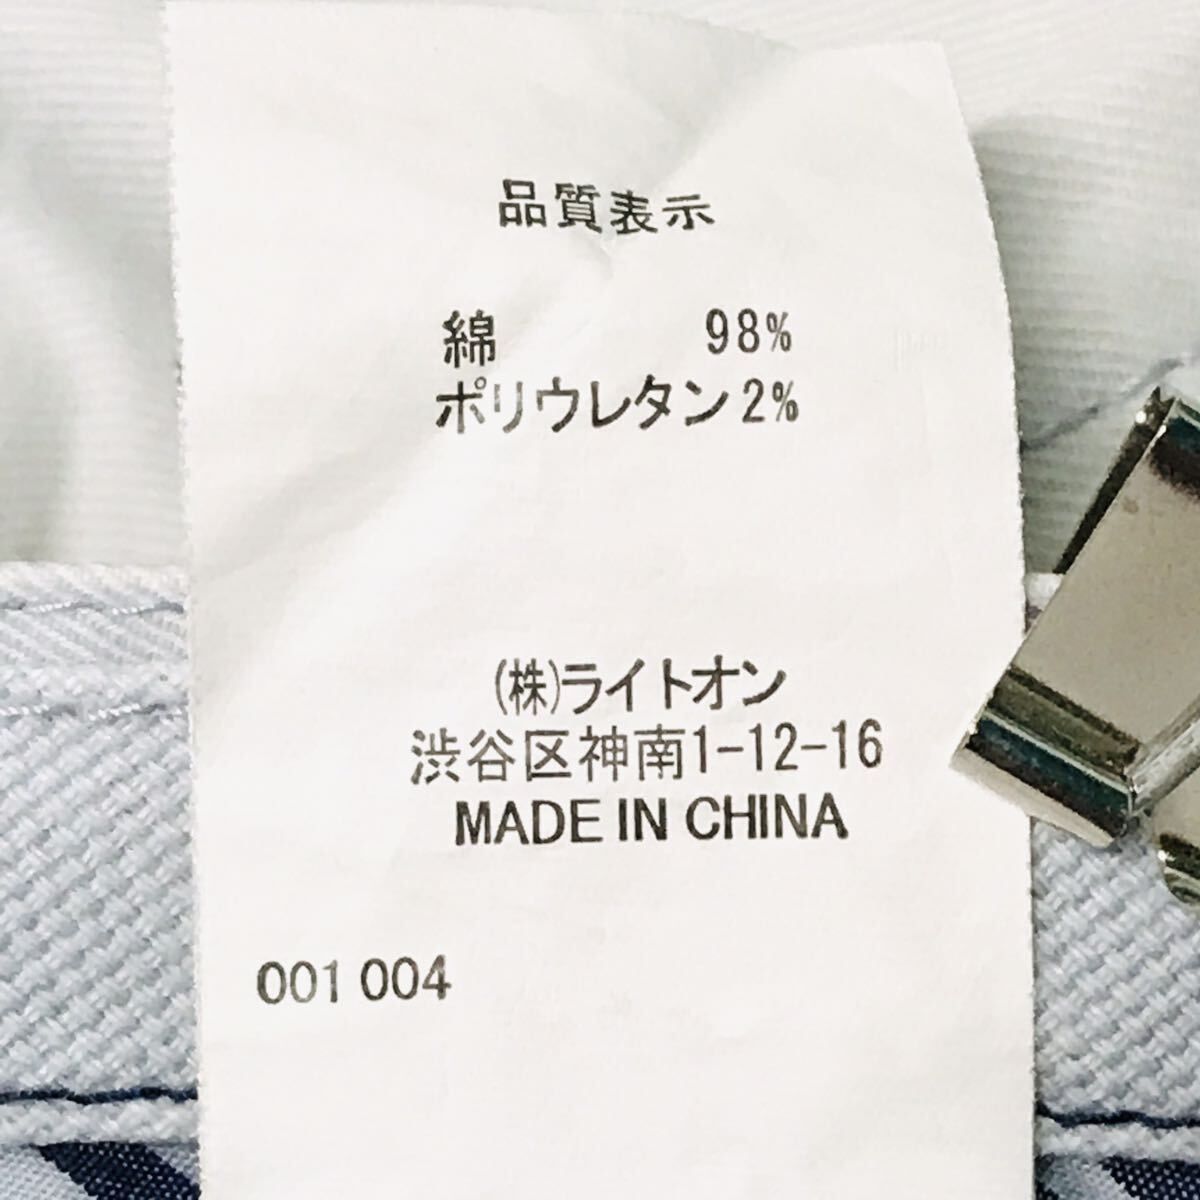 品質表示
綿 98%
ポリウレタン 2%
(株)ライトオン
渋谷区神南1-12-16
MADE IN CHINA
001 004